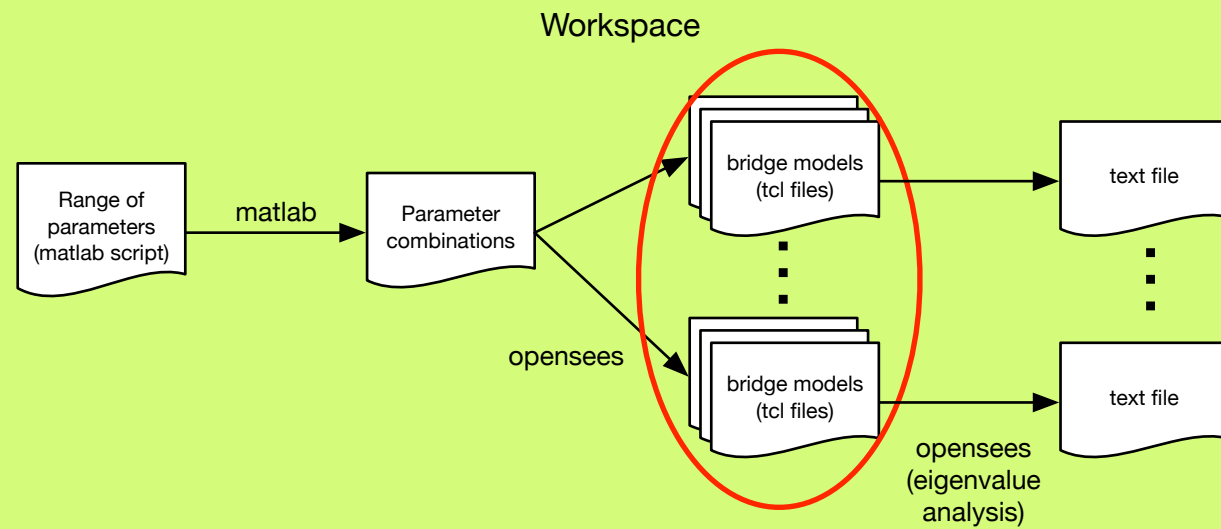 Workspace
Range of
parameters
(matlab script)
matlab
Parameter
combinations
opensees
bridge models
(tcl files)
text file
bridge models
(tcl files)
text file
opensees
(eigenvalue
analysis)